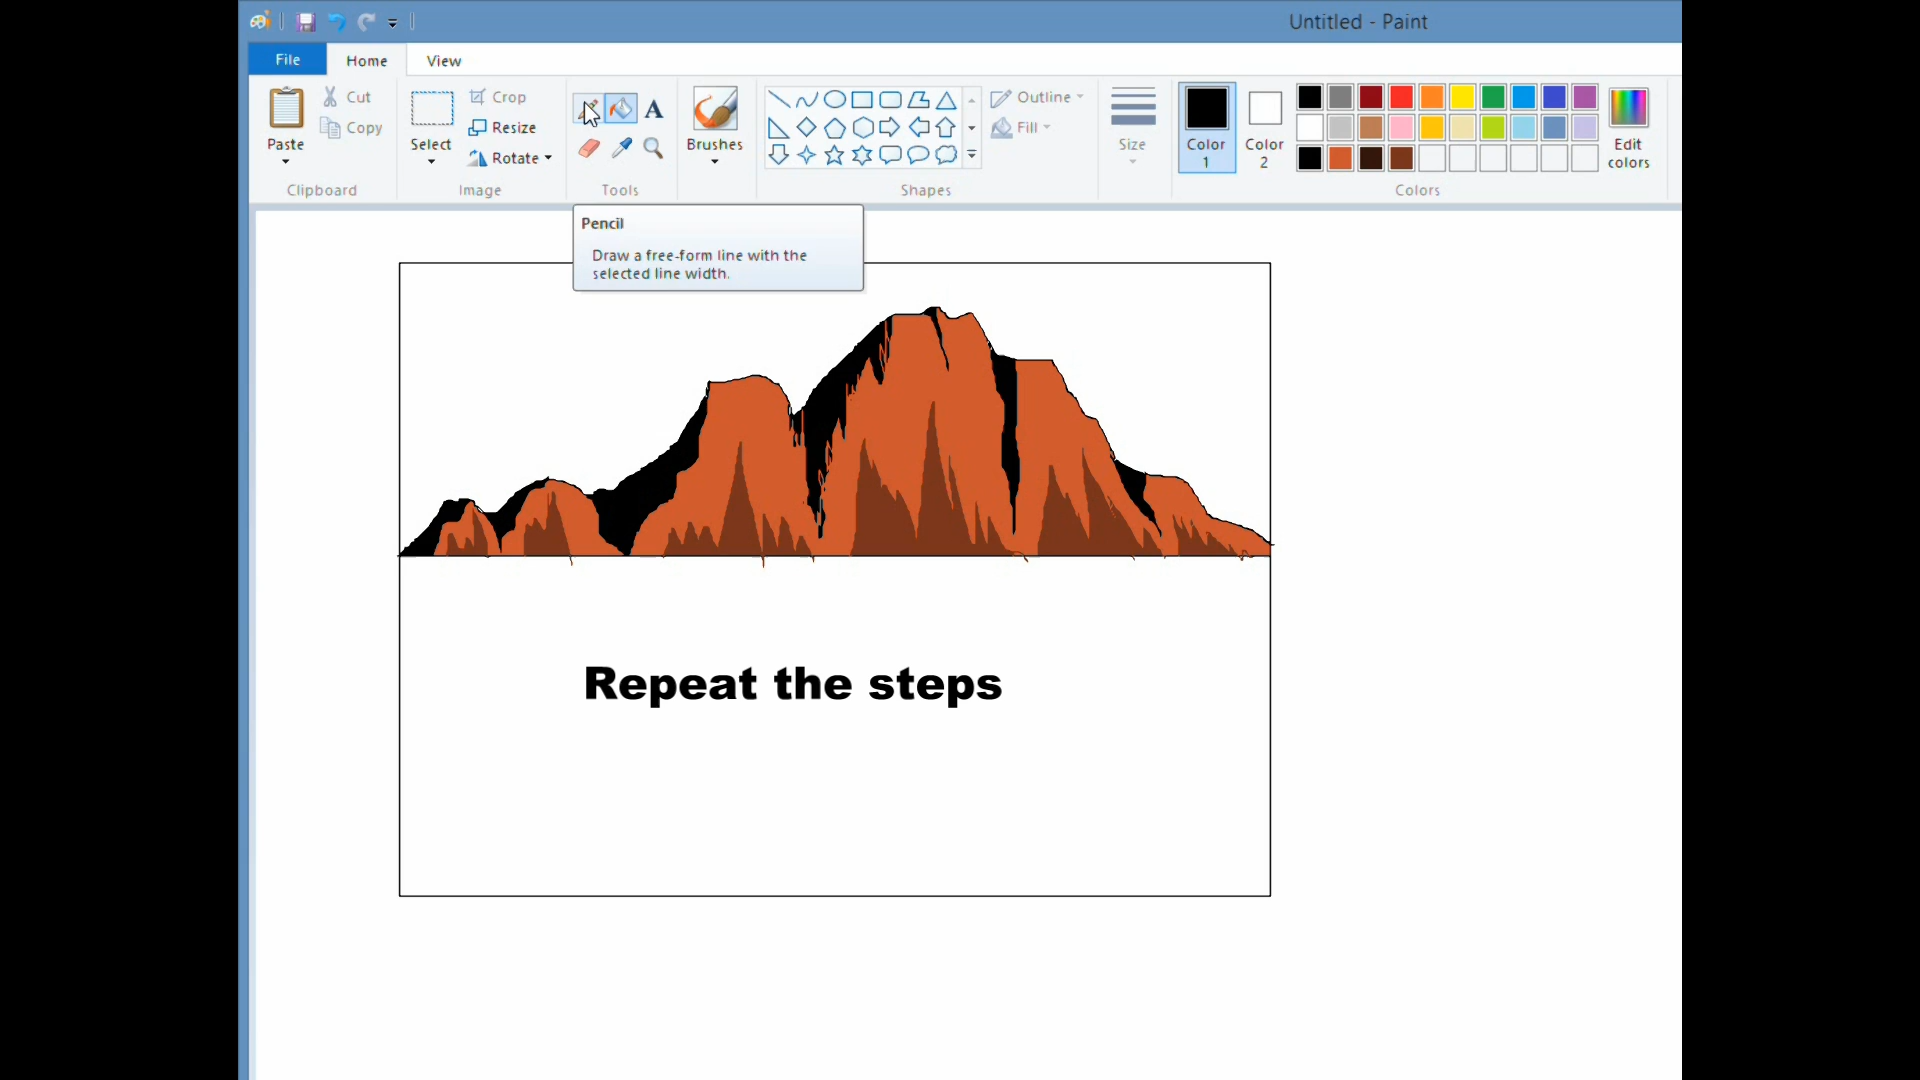 Untitled - Paint
File Home View
Cut Crop Outline
Copy Resize Fill
Paste Select Rotate Brushes Size Color 1 Color 2 Edit colors
Clipboard Image Tools Shapes Colors
Pencil
Draw a free-form line with the
selected line width.
Repeat the steps